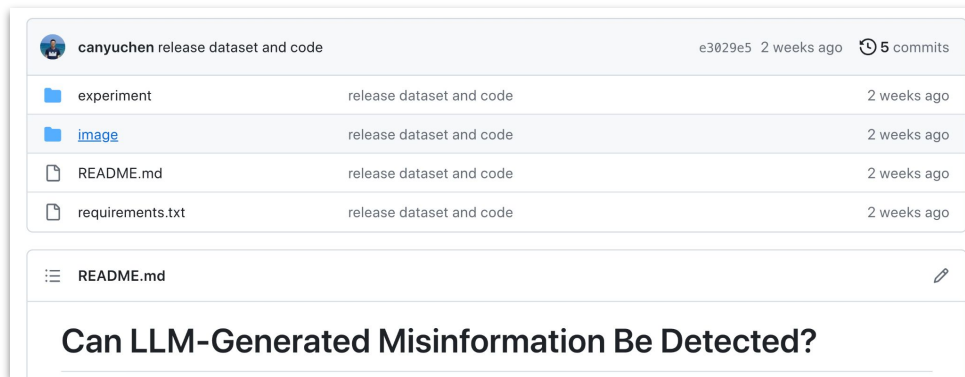 canyuchen release dataset and code e3029e5 2 weeks ago 5 commits
experiment release dataset and code 2 weeks ago
image release dataset and code 2 weeks ago
README.md release dataset and code 2 weeks ago
requirements.txt release dataset and code 2 weeks ago
README.md
Can LLM-Generated Misinformation Be Detected?